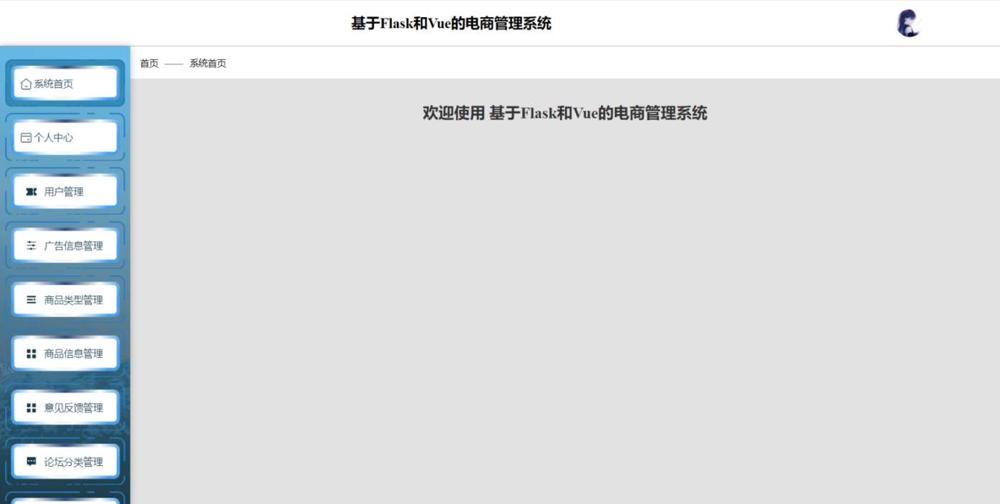 基于Flask和Vue的电商管理系统
首页 —— 系统首页
欢迎使用 基于Flask和Vue的电商管理系统
系统首页
个人中心
用户管理
广告信息管理
商品类型管理
商品信息管理
意见反馈管理
论坛分类管理